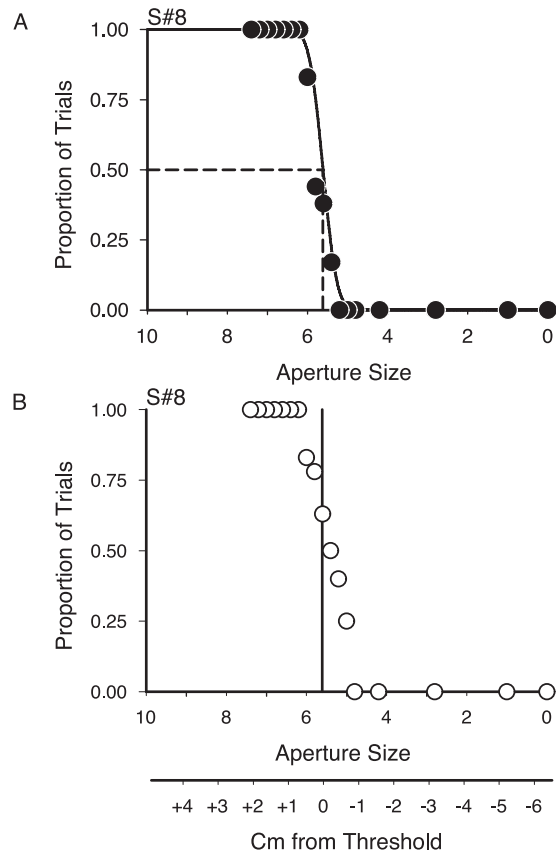 A
S#8
1.00
0.75
0.50
0.25
0.00
Proportion of Trials
10 8 6 4 2 0
Aperture Size
B
S#8
1.00
0.75
0.50
0.25
0.00
Proportion of Trials
10 8 6 4 2 0
Aperture Size
+4 +3 +2 +1 0 -1 -2 -3 -4 -5 -6
Cm from Threshold